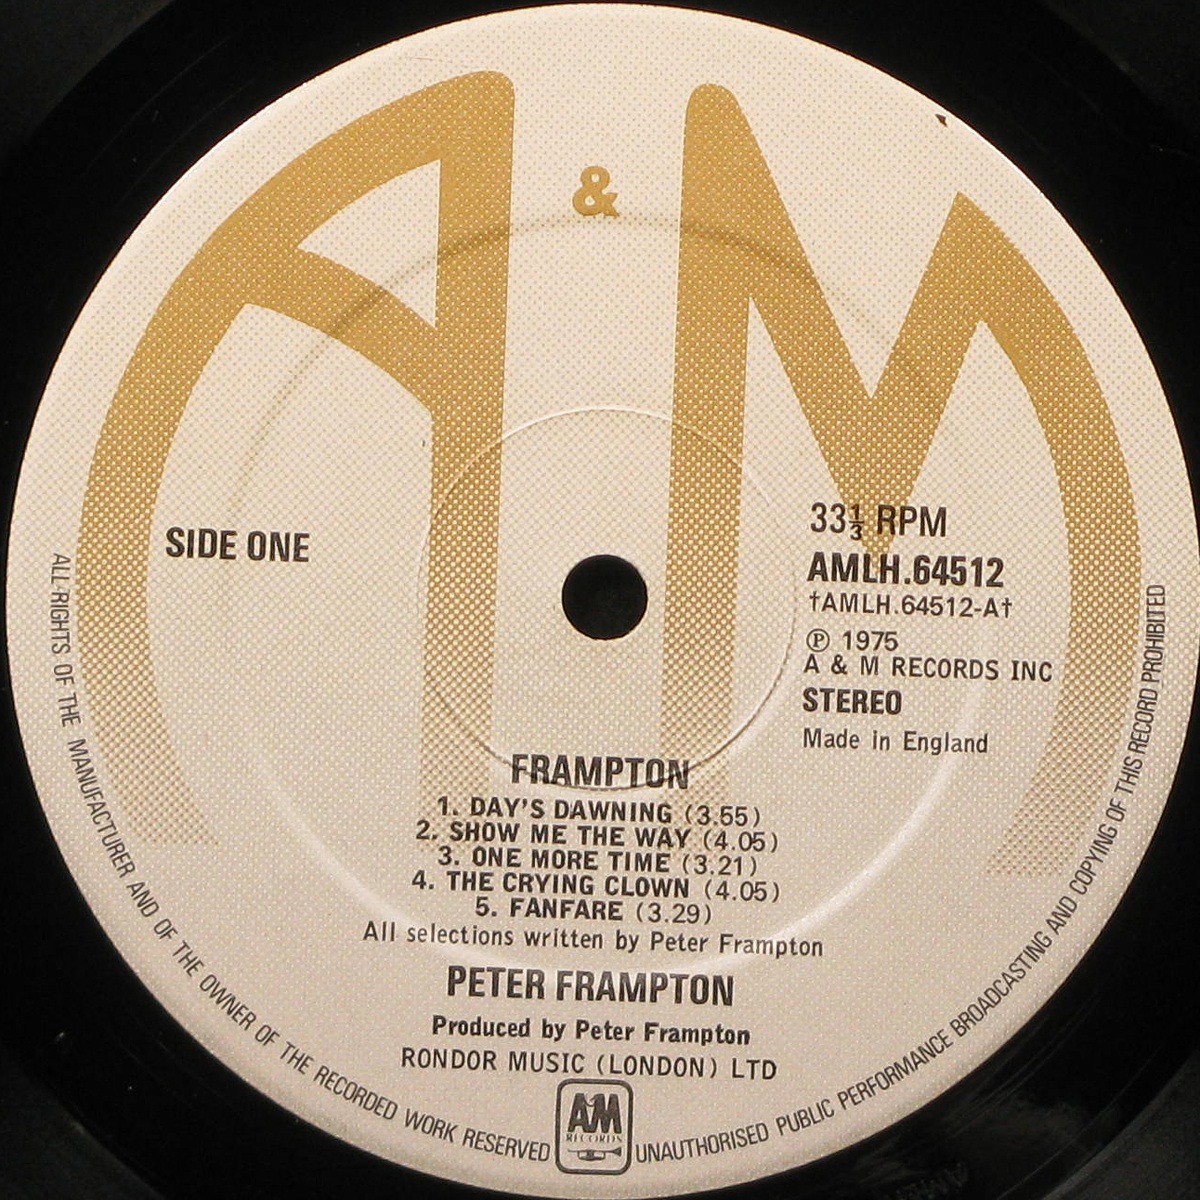 A & M
SIDE ONE
33⅓ RPM
AMLH.64512
†AMLH.64512-A†
℗ 1975
A & M RECORDS INC
STEREO
Made in England
FRAMPTON
1. DAY'S DAWNING (3.55)
2. SHOW ME THE WAY (4.05)
3. ONE MORE TIME (3.21)
4. THE CRYING CLOWN (4.05)
5. FANFARE (3.29)
All selections written by Peter Frampton
PETER FRAMPTON
Produced by Peter Frampton
RONDOR MUSIC (LONDON) LTD
A&M
RECORDS
ALL RIGHTS OF THE MANUFACTURER AND OF THE OWNER OF THE RECORDED WORK RESERVED
UNAUTHORISED PUBLIC PERFORMANCE BROADCASTING AND COPYING OF THIS RECORD PROHIBITED